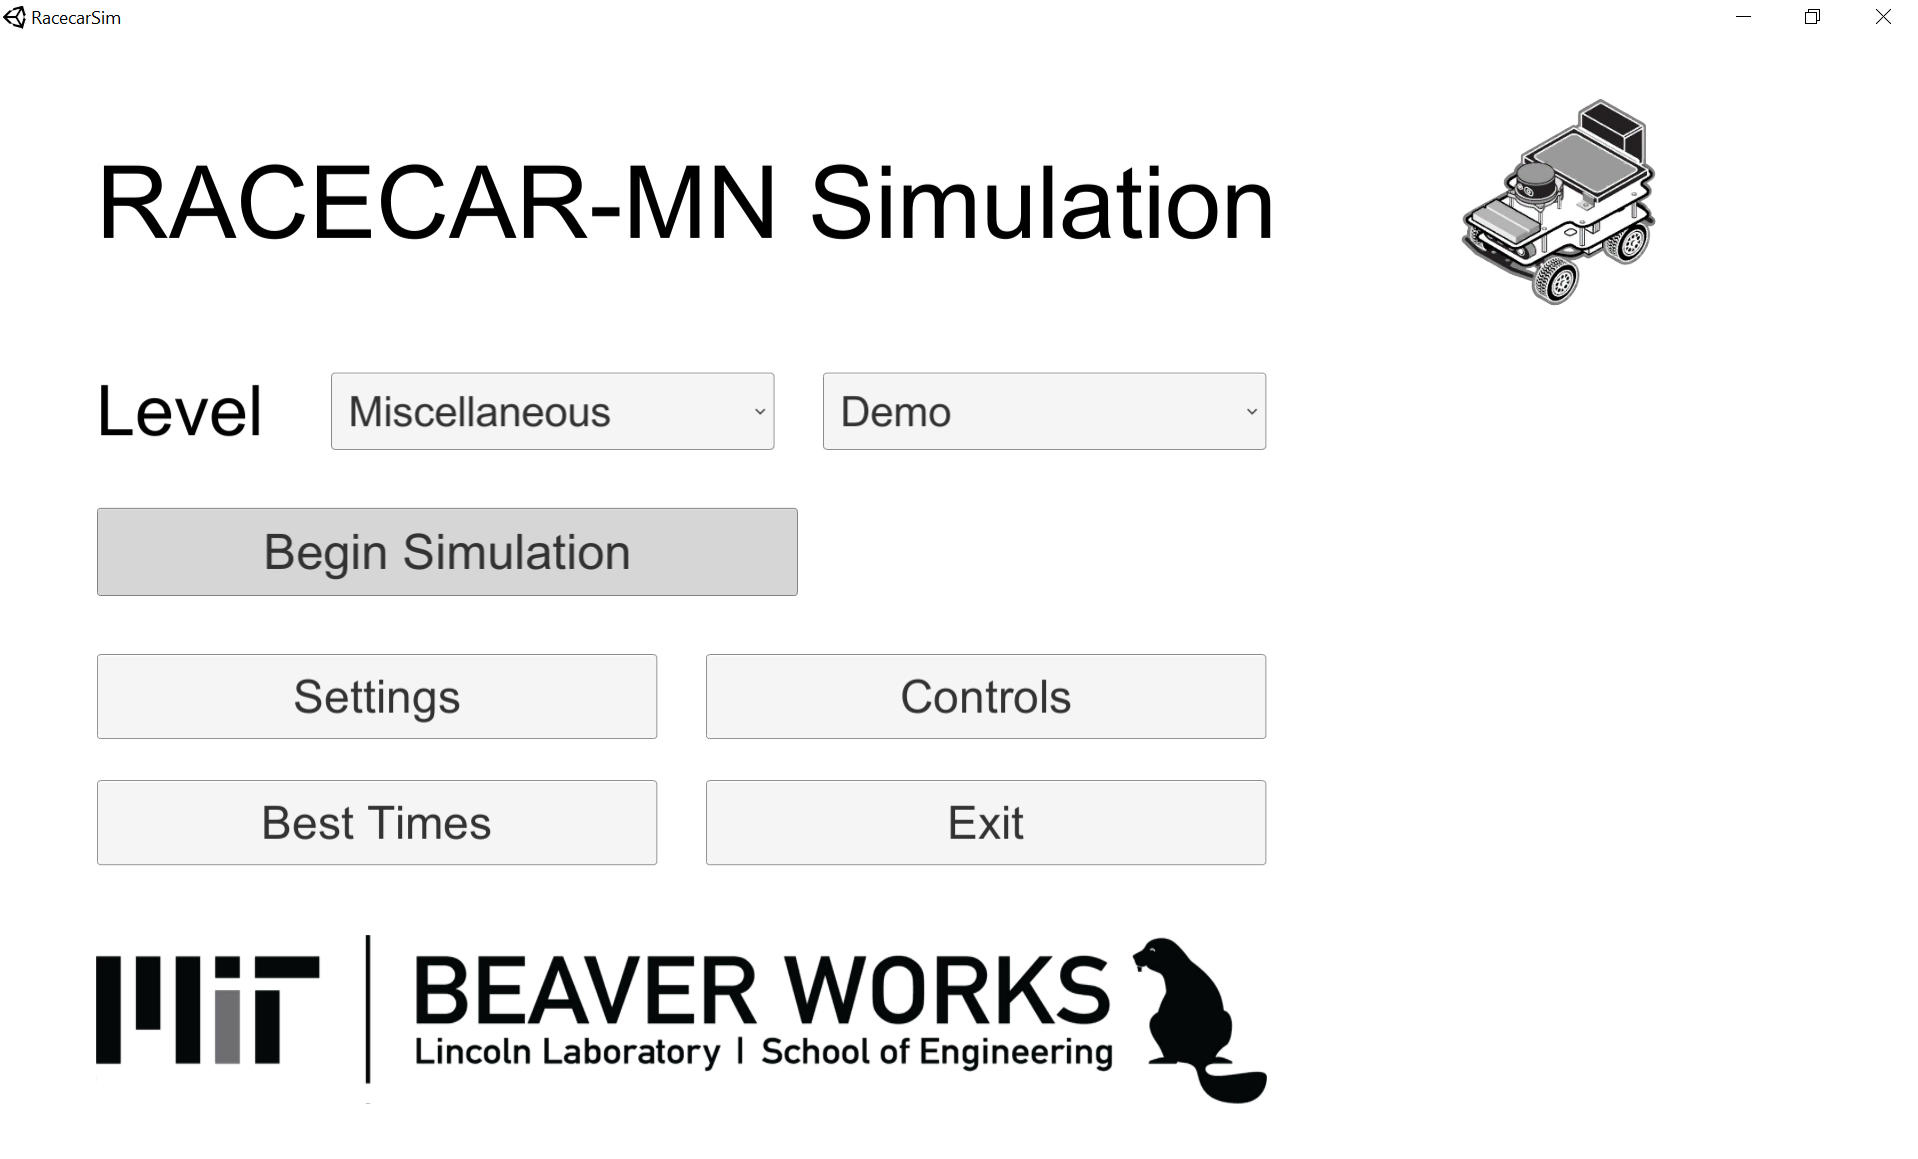 RacecarSim
RACECAR-MN Simulation
Level
Miscellaneous
Demo
Begin Simulation
Settings
Controls
Best Times
Exit
MiT
BEAVER WORKS
Lincoln Laboratory | School of Engineering